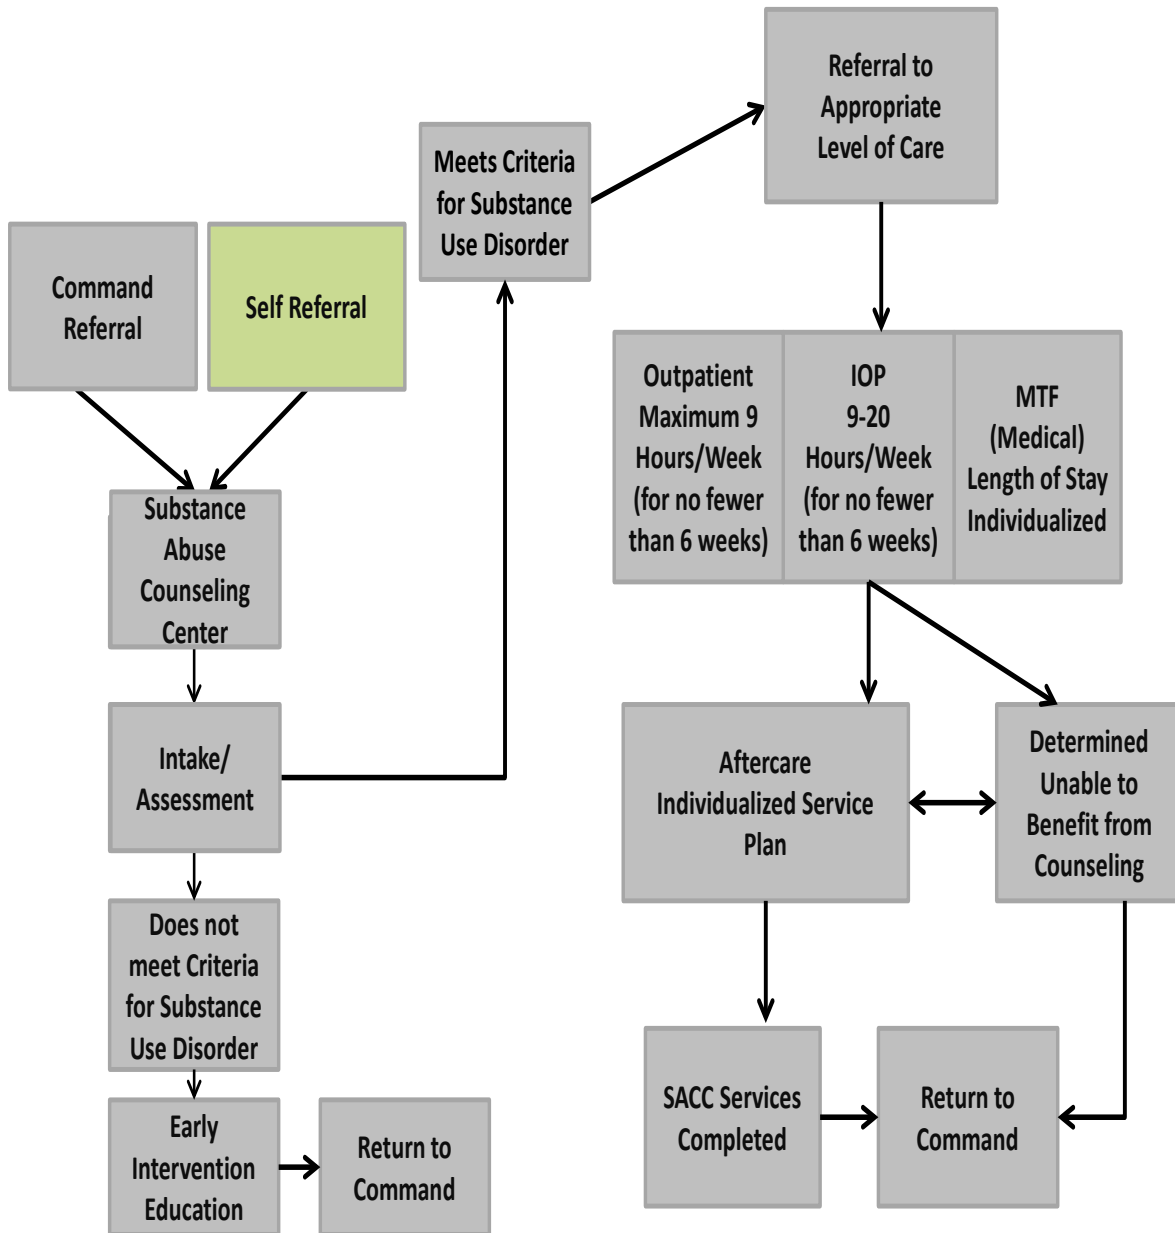 Command
Referral
Self Referral
Substance
Abuse
Counseling
Center
Intake/
Assessment
Does not
meet Criteria
for Substance
Use Disorder
Early
Intervention
Education
Return to
Command
Meets Criteria
for Substance
Use Disorder
Referral to
Appropriate
Level of Care
Outpatient
Maximum 9
Hours/Week
(for no fewer
than 6 weeks)
IOP
9-20
Hours/Week
(for no fewer
than 6 weeks)
MTF
(Medical)
Length of Stay
Individualized
Aftercare
Individualized Service
Plan
Determined
Unable to
Benefit from
Counseling
SACC Services
Completed
Return to
Command